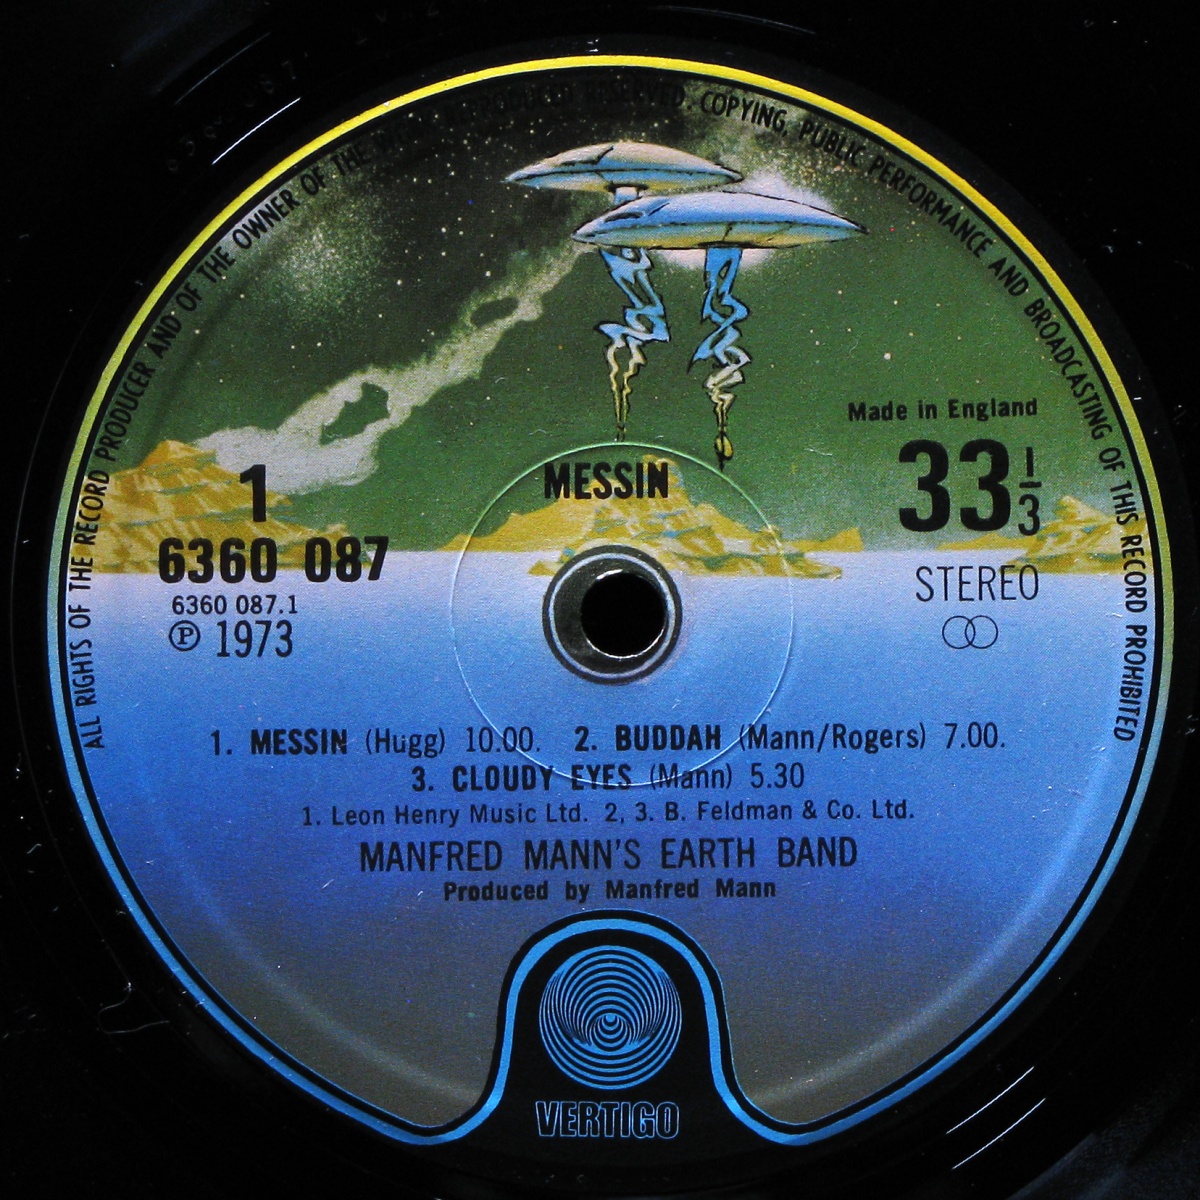 ALL RIGHTS OF THE RECORD PRODUCER AND OF THE OWNER OF THE WORK REPRODUCED RESERVED. COPYING, PUBLIC PERFORMANCE AND BROADCASTING OF THIS RECORD PROHIBITED
Made in England
MESSIN
1
33 1/3
6360 087
STEREO
6360 087.1
℗ 1973
1. MESSIN (Hugg) 10.00. 2. BUDDAH (Mann/Rogers) 7.00.
3. CLOUDY EYES (Mann) 5.30
1. Leon Henry Music Ltd. 2, 3. B. Feldman & Co. Ltd.
MANFRED MANN'S EARTH BAND
Produced by Manfred Mann
VERTIGO